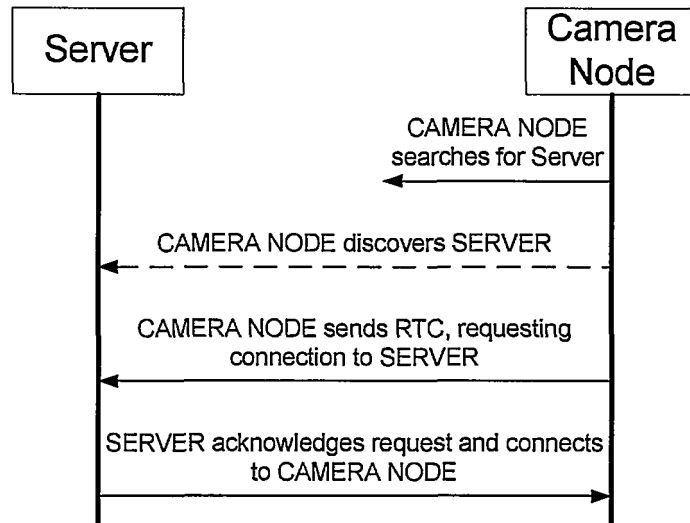 Server
Camera
Node
CAMERA NODE
searches for Server
CAMERA NODE discovers SERVER
CAMERA NODE sends RTC, requesting
connection to SERVER
SERVER acknowledges request and connects
to CAMERA NODE